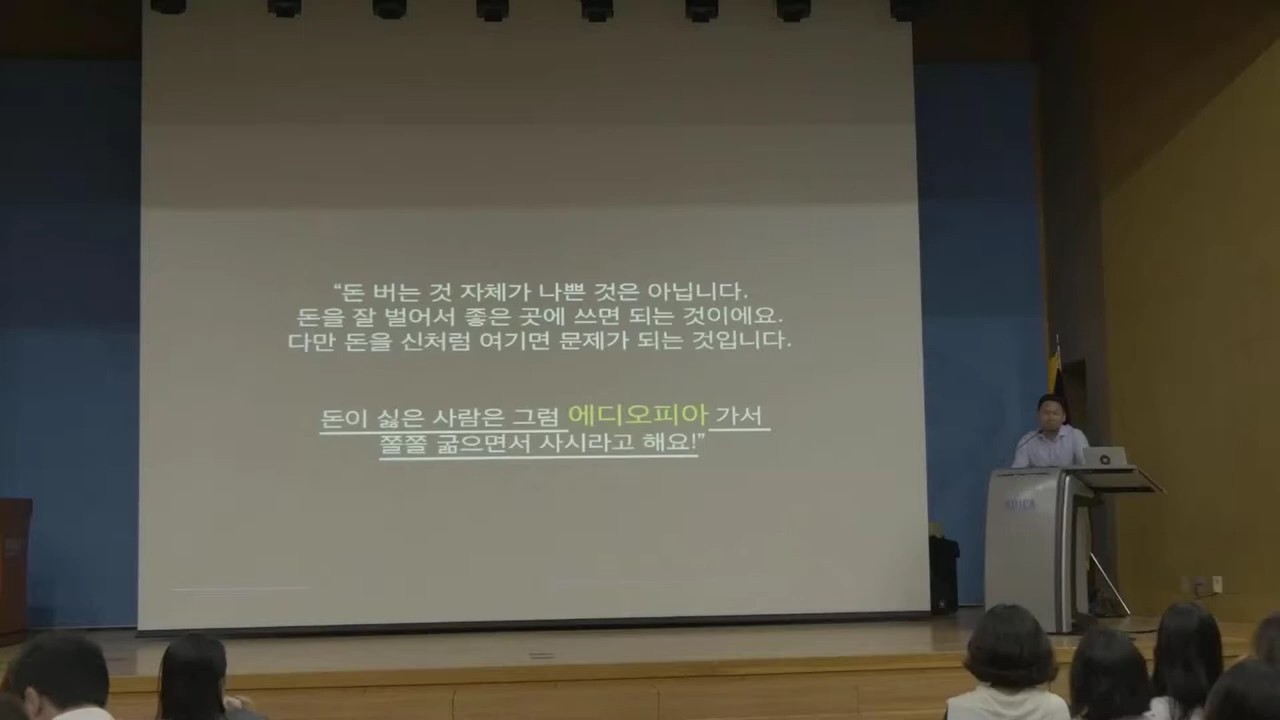 “돈 버는 것 자체가 나쁜 것은 아닙니다.
돈을 잘 벌어서 좋은 곳에 쓰면 되는 것이에요.
다만 돈을 신처럼 여기면 문제가 되는 것입니다.
돈이 싫은 사람은 그럼 에디오피아 가서
쫄쫄 굶으면서 사시라고 해요!”